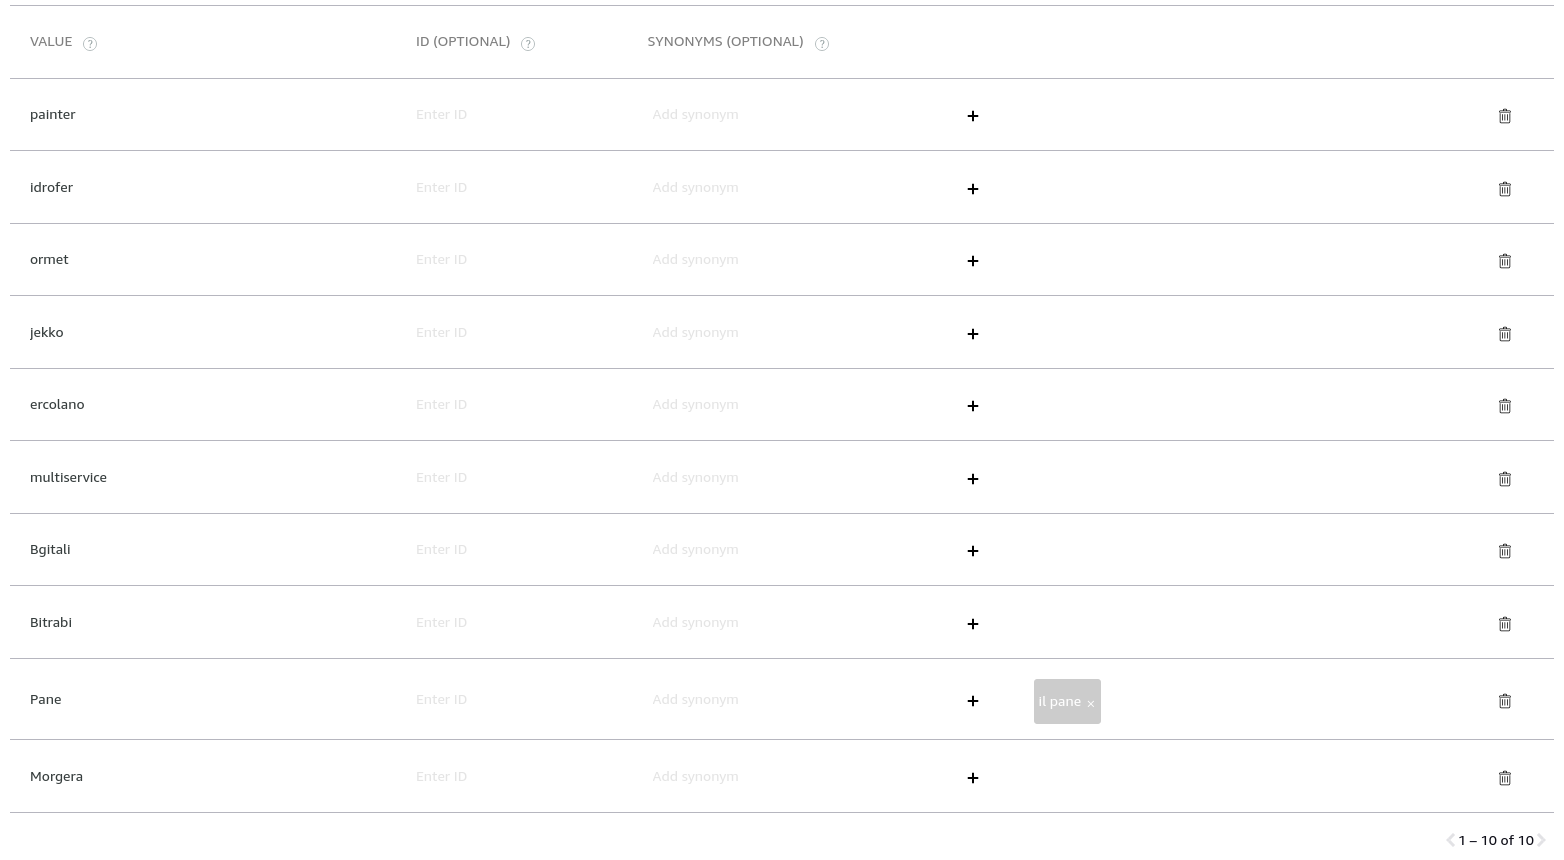 VALUE ? ID (OPTIONAL) ? SYNONYMS (OPTIONAL) ?
painter Enter ID Add synonym +
idrofer Enter ID Add synonym +
ormet Enter ID Add synonym +
jekko Enter ID Add synonym +
ercolano Enter ID Add synonym +
multiservice Enter ID Add synonym +
Bgitali Enter ID Add synonym +
Bitrabi Enter ID Add synonym +
Pane Enter ID Add synonym + il pane ×
Morgera Enter ID Add synonym +
1 – 10 of 10